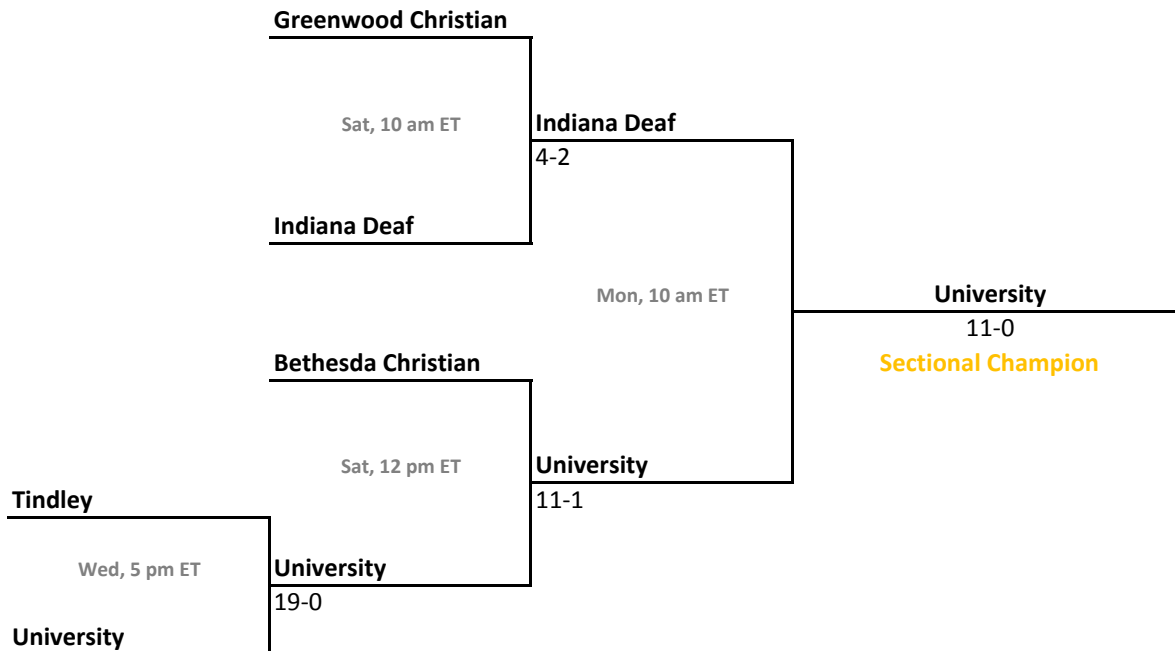 Greenwood Christian
Sat, 10 am ET
Indiana Deaf
4-2
Indiana Deaf
Mon, 10 am ET
University
11-0
Sectional Champion
Bethesda Christian
Sat, 12 pm ET
University
11-1
Tindley
Wed, 5 pm ET
University
19-0
University